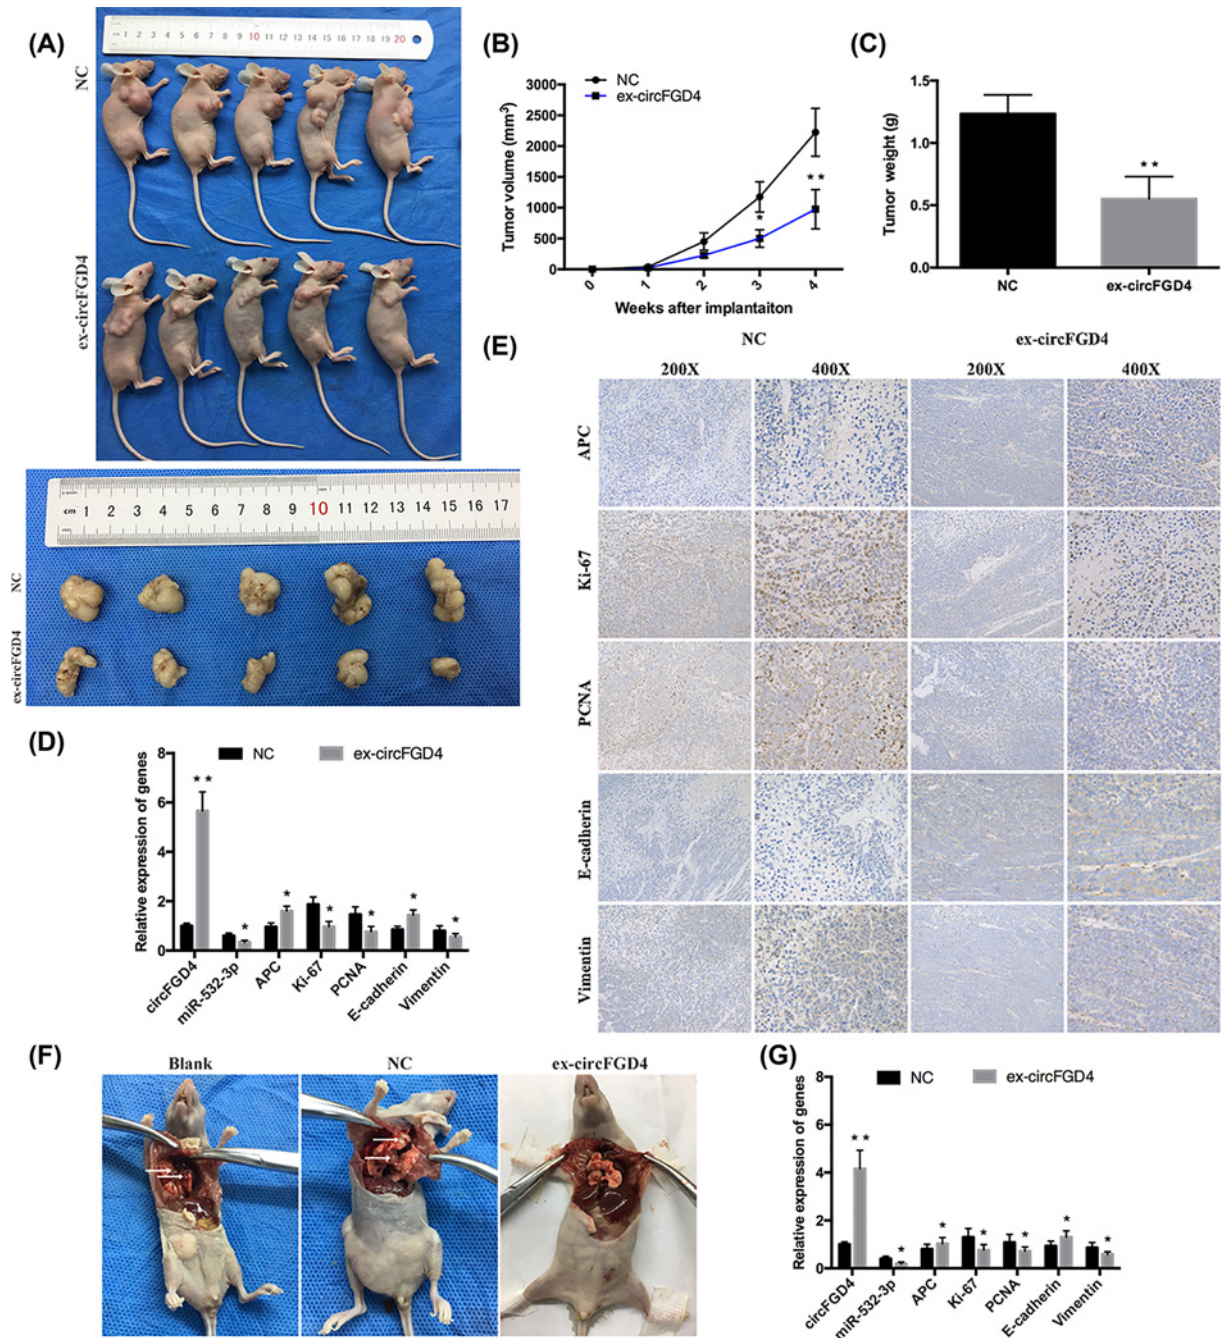 (A)
1 2 3 4 5 6 7 8 9 10 11 12 13 14 15 16 17 18 19 20
NC
ex-circFGD4
cm 1 2 3 4 5 6 7 8 9 10 11 12 13 14 15 16 17
NC
ex-circFGD4
(B)
NC
ex-circFGD4
Tumor volume (mm³)
3000
2500
2000
1500
1000
500
0
*
**
0 1 2 3 4
Weeks after implantaiton
(C)
Tumor weight (g)
1.5
1.0
0.5
0.0
**
NC ex-circFGD4
(D)
NC ex-circFGD4
Relative expression of genes
8
6
4
2
0
** * * * * * *
circFGD4 miR-532-3p APC Ki-67 PCNA E-cadherin Vimentin
(E)
NC ex-circFGD4
200X 400X 200X 400X
APC
Ki-67
PCNA
E-cadherin
Vimentin
(F)
Blank NC ex-circFGD4
(G)
NC ex-circFGD4
Relative expression of genes
8
6
4
2
0
** * * * * * *
circFGD4 miR-532-3p APC Ki-67 PCNA E-cadherin Vimentin